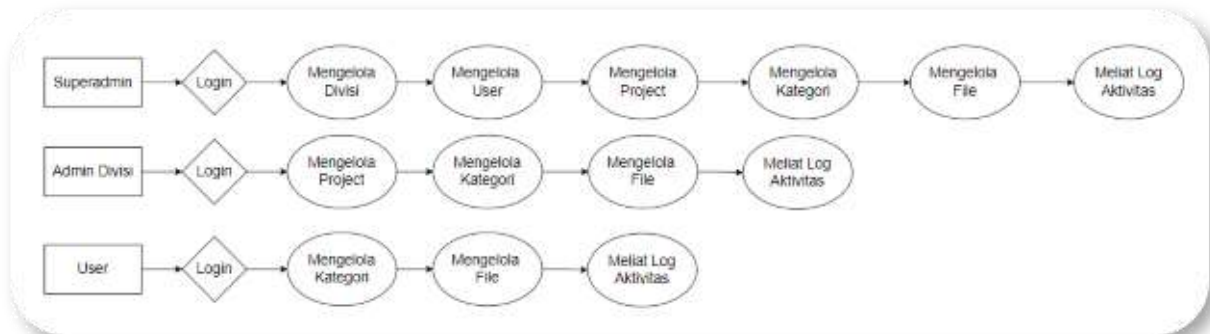 Superadmin
Login
Mengelola
Divisi
Mengelola
User
Mengelola
Project
Mengelola
Kategori
Mengelola
File
Meliat Log
Aktivitas
Admin Divisi
Login
Mengelola
Project
Mengelola
Kategori
Mengelola
File
Meliat Log
Aktivitas
User
Login
Mengelola
Kategori
Mengelola
File
Meliat Log
Aktivitas